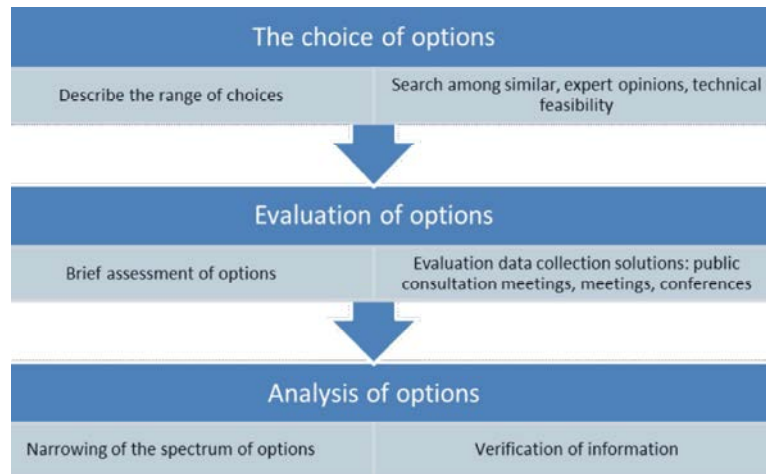 The choice of options
Describe the range of choices
Search among similar, expert opinions, technical
feasibility
Evaluation of options
Brief assessment of options
Evaluation data collection solutions: public
consultation meetings, meetings, conferences
Analysis of options
Narrowing of the spectrum of options
Verification of information